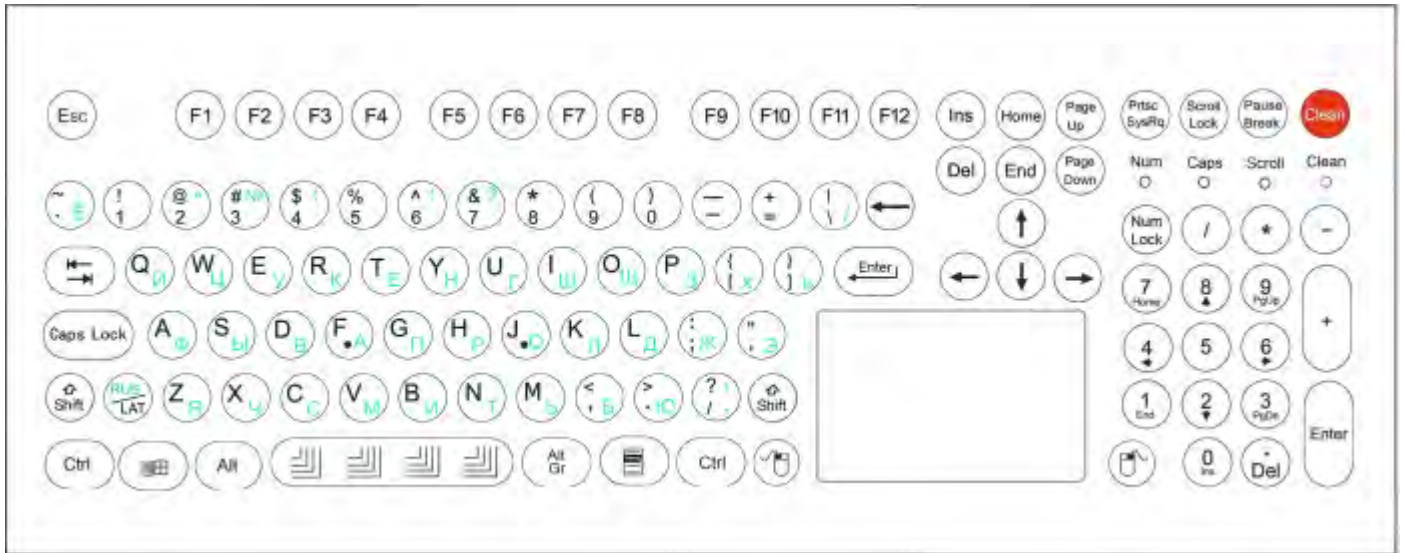 Esc F1 F2 F3 F4 F5 F6 F7 F8 F9 F10 F11 F12 Ins Home Page Up Prtsc SysRq Scroll Lock Pause Break Clean
Del End Page Down Num Caps Scroll Clean
~ . Ё ! 1 @ " 2 # № 3 $ ; 4 % 5 ^ : 6 & ? 7 * 8 ( 9 ) 0 — – + = | \ / Num Lock / * -
Q Й W Ц E У R К T Е Y Н U Г I Ш O Щ P З { [ Х } ] Ъ Enter 7 Home 8 9 PgUp +
Caps Lock A Ф S Ы D В F А G П H Р J О K Л L Д : ; Ж " ' Э 4 5 6
Shift RUS/LAT Z Я X Ч C С V М B И N Т M Ь < , Б > . Ю ? / . Shift 1 End 2 3 PgDn Enter
Ctrl Alt Alt Gr Ctrl 0 Ins . Del